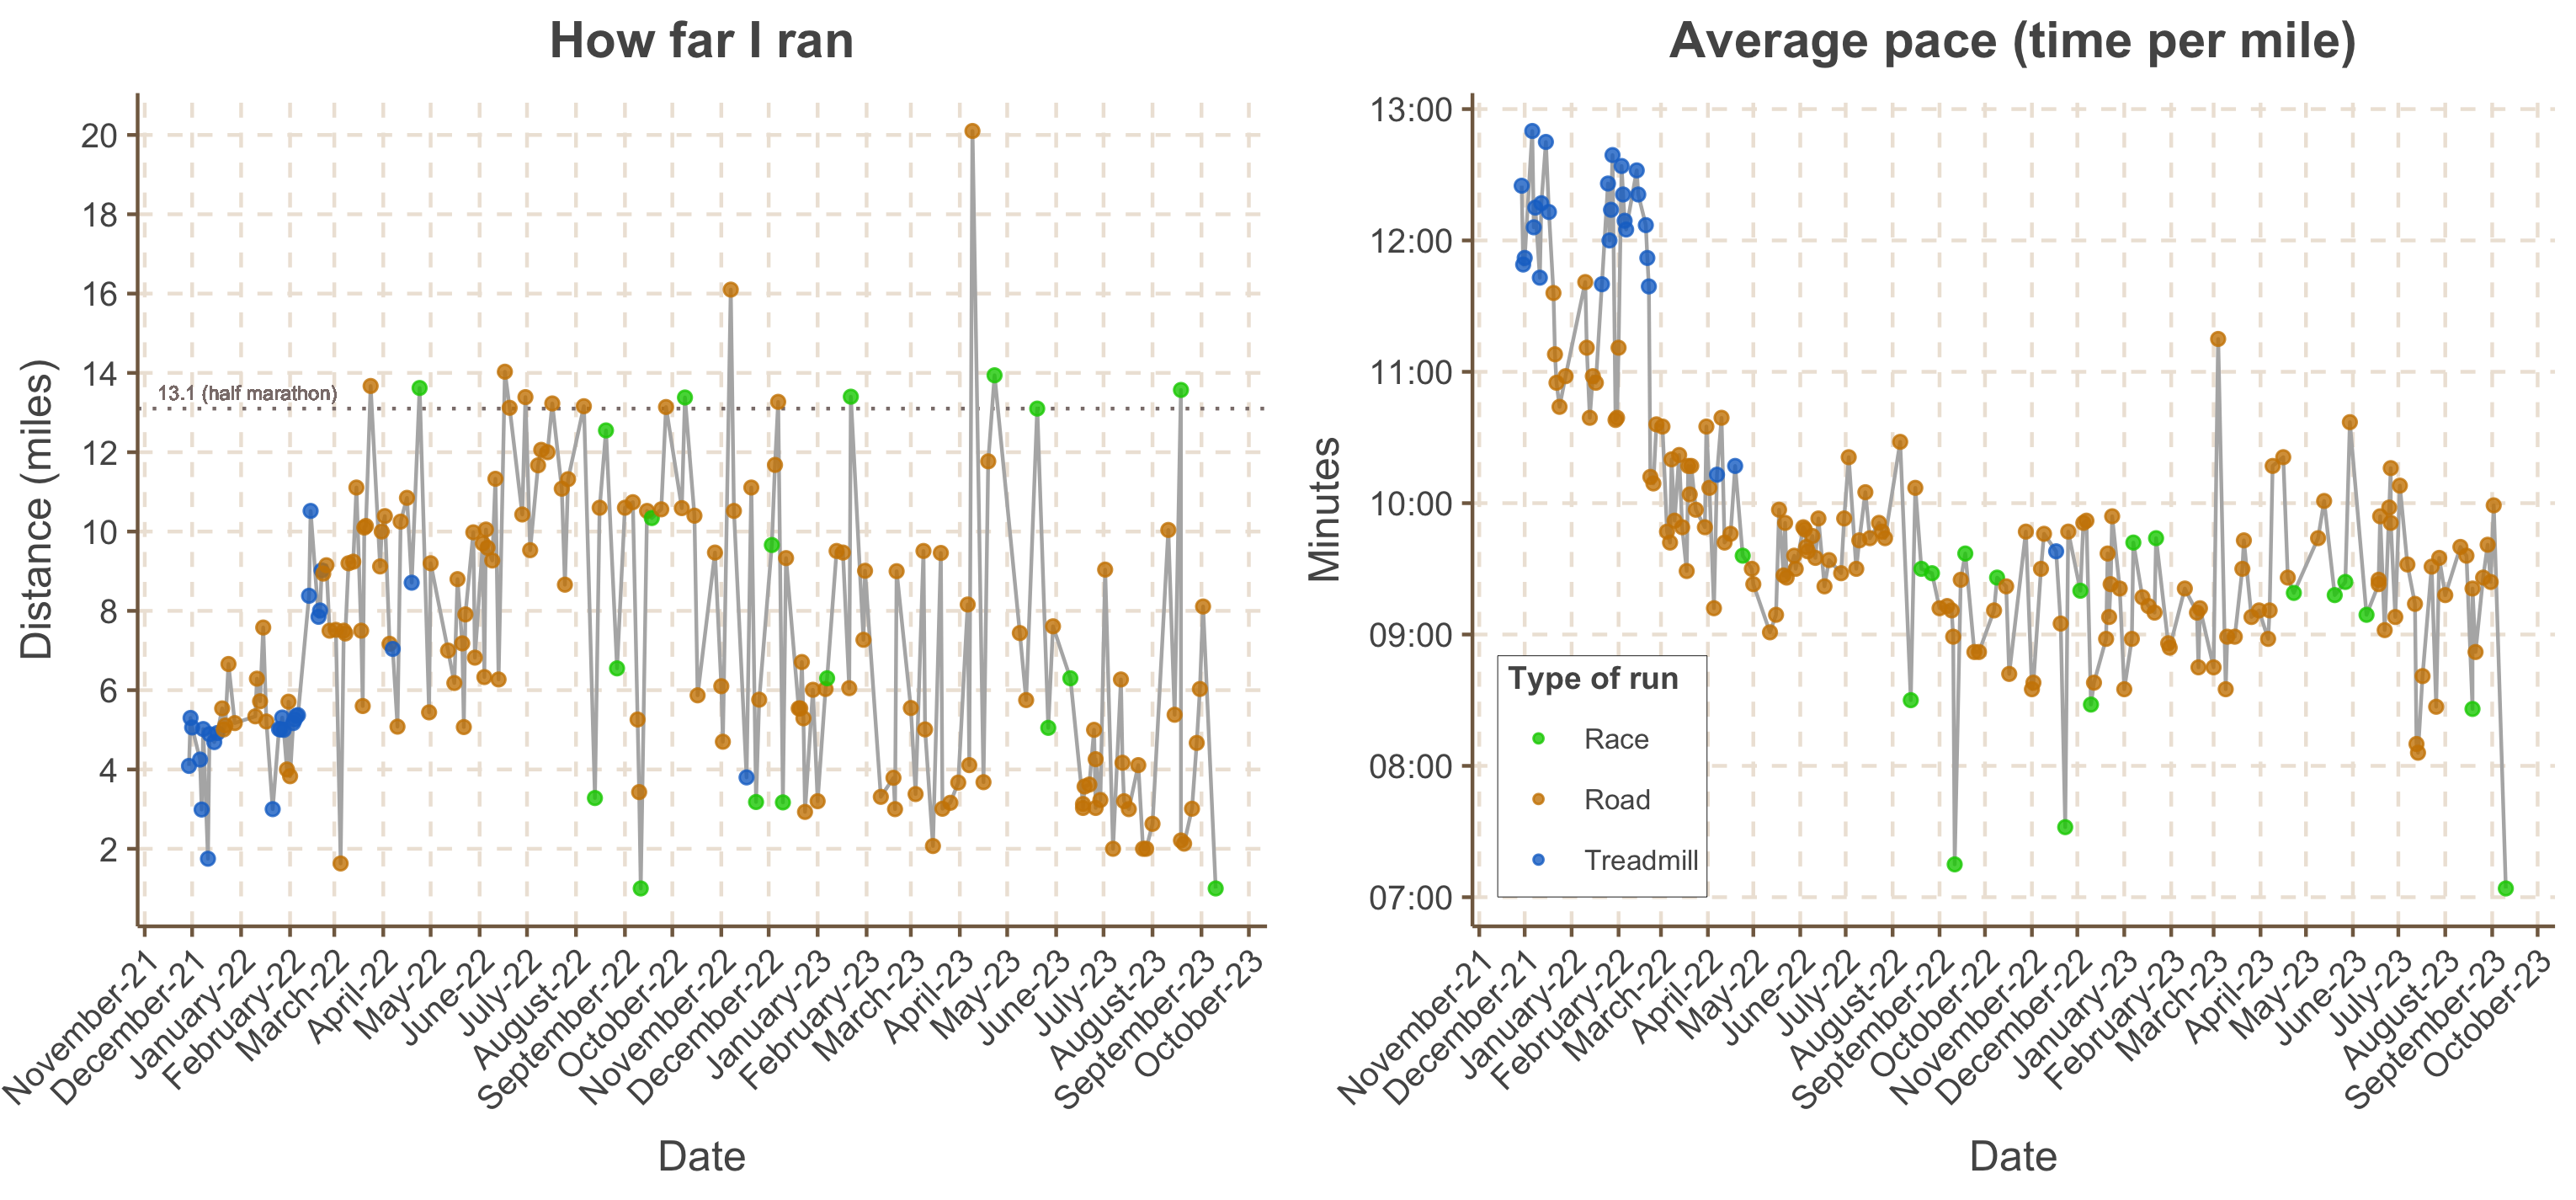 How far I ran
Distance (miles)
20
18
16
14
12
10
8
6
4
2
13.1 (half marathon)
November-21
December-21
January-22
February-22
March-22
April-22
May-22
June-22
July-22
August-22
September-22
October-22
November-22
December-22
January-23
February-23
March-23
April-23
May-23
June-23
July-23
August-23
September-23
October-23
Date
Average pace (time per mile)
Minutes
13:00
12:00
11:00
10:00
09:00
08:00
07:00
Type of run
Race
Road
Treadmill
November-21
December-21
January-22
February-22
March-22
April-22
May-22
June-22
July-22
August-22
September-22
October-22
November-22
December-22
January-23
February-23
March-23
April-23
May-23
June-23
July-23
August-23
September-23
October-23
Date